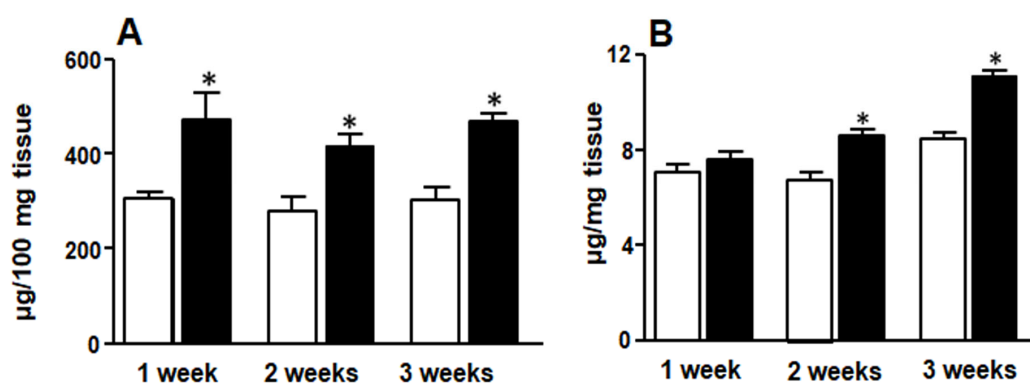 A
600
400
200
0
µg/100 mg tissue
*
*
*
1 week
2 weeks
3 weeks
B
12
8
4
0
µg/mg tissue
*
*
1 week
2 weeks
3 weeks